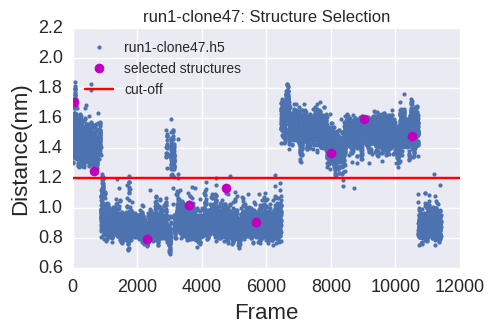 run1-clone47: Structure Selection
2.2
2.0
1.8
1.6
1.4
1.2
1.0
0.8
0.6
Distance(nm)
run1-clone47.h5
selected structures
cut-off
0 2000 4000 6000 8000 10000 12000
Frame